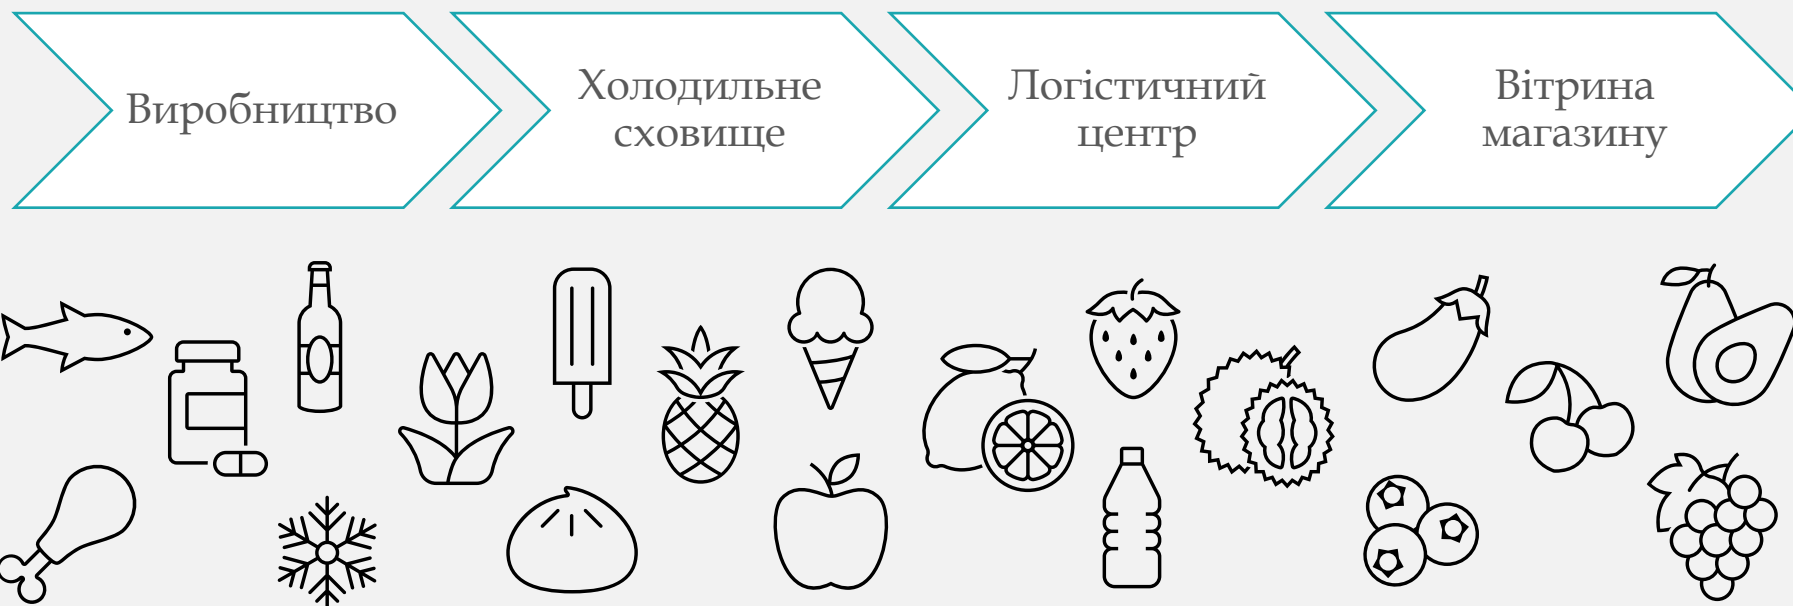 Виробництво
Холодильне
сховище
Логістичний
центр
Вітрина
магазину